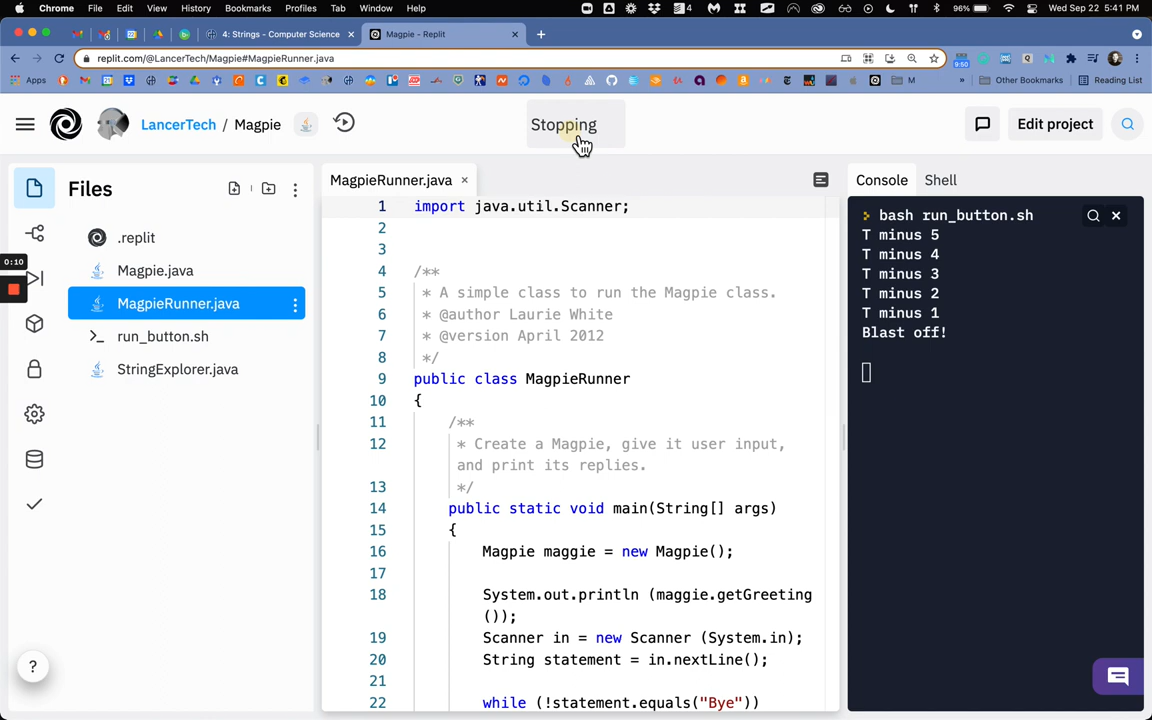 Chrome File Edit View History Bookmarks Profiles Tab Window Help
4 96% Wed Sep 22 5:41 PM
4: Strings - Computer Science
Magpie - Replit
replit.com/@LancerTech/Magpie#MagpieRunner.java
9:60
Apps
M
Other Bookmarks
Reading List
LancerTech / Magpie
Stopping
Edit project
Files
MagpieRunner.java
Console
Shell
.replit
Magpie.java
MagpieRunner.java
run_button.sh
StringExplorer.java
0:10
?
1 import java.util.Scanner;
2
3
4 /**
5 * A simple class to run the Magpie class.
6 * @author Laurie White
7 * @version April 2012
8 */
9 public class MagpieRunner
10 {
11 /**
12 * Create a Magpie, give it user input,
and print its replies.
13 */
14 public static void main(String[] args)
15 {
16 Magpie maggie = new Magpie();
17
18 System.out.println (maggie.getGreeting
());
19 Scanner in = new Scanner (System.in);
20 String statement = in.nextLine();
21
22 while (!statement.equals("Bye"))
bash run_button.sh
T minus 5
T minus 4
T minus 3
T minus 2
T minus 1
Blast off!